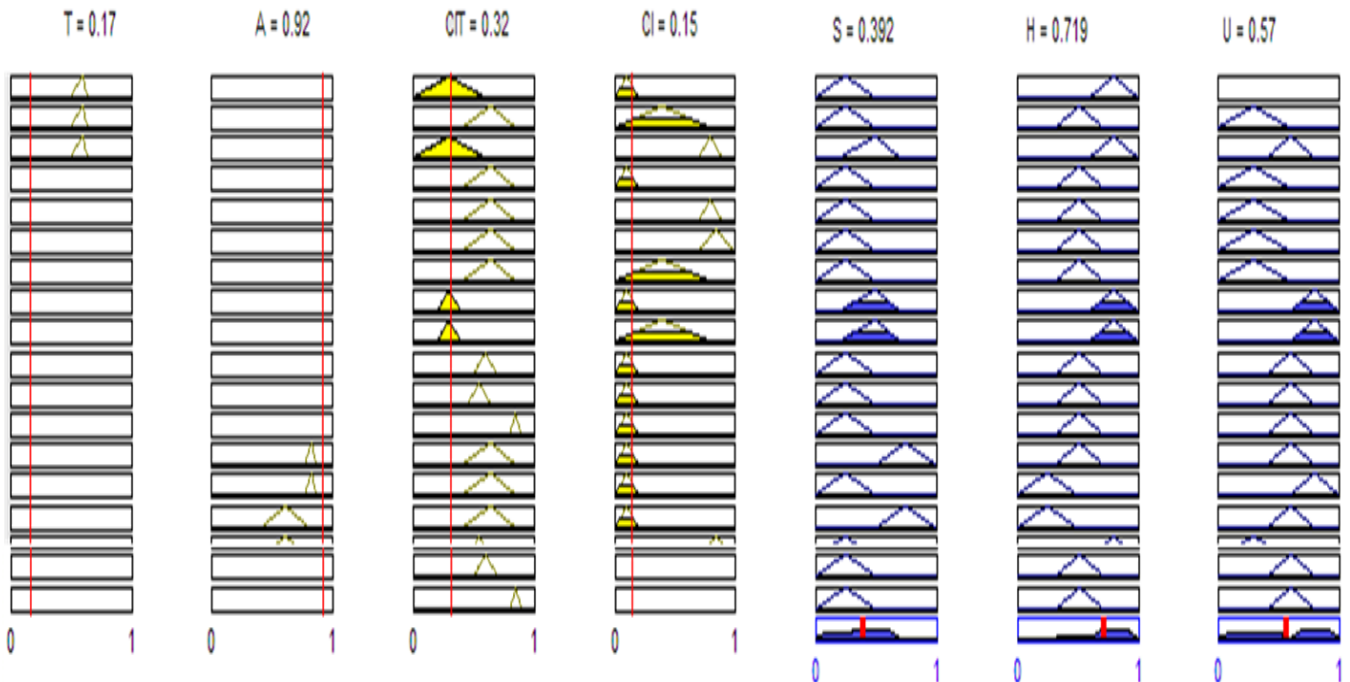 T = 0.17 A = 0.92 CIT = 0.32 CI = 0.15 S = 0.392 H = 0.719 U = 0.57
0 1 0 1 0 1 0 1
0 1 0 1 0 1